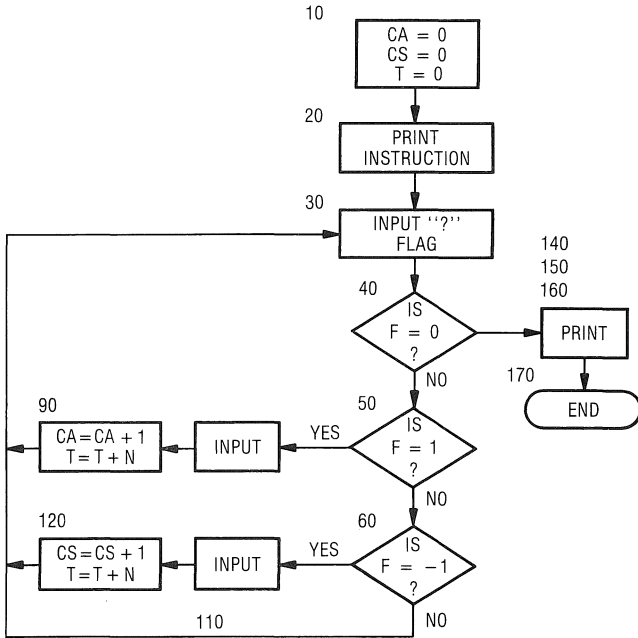 10
CA = 0
CS = 0
T = 0
20
PRINT
INSTRUCTION
30
INPUT "?"
FLAG
40
IS
F = 0
?
NO
140
150
160
PRINT
170
END
50
IS
F = 1
?
YES
NO
INPUT
90
CA = CA + 1
T = T + N
60
IS
F = −1
?
YES
NO
INPUT
120
CS = CS + 1
T = T + N
110